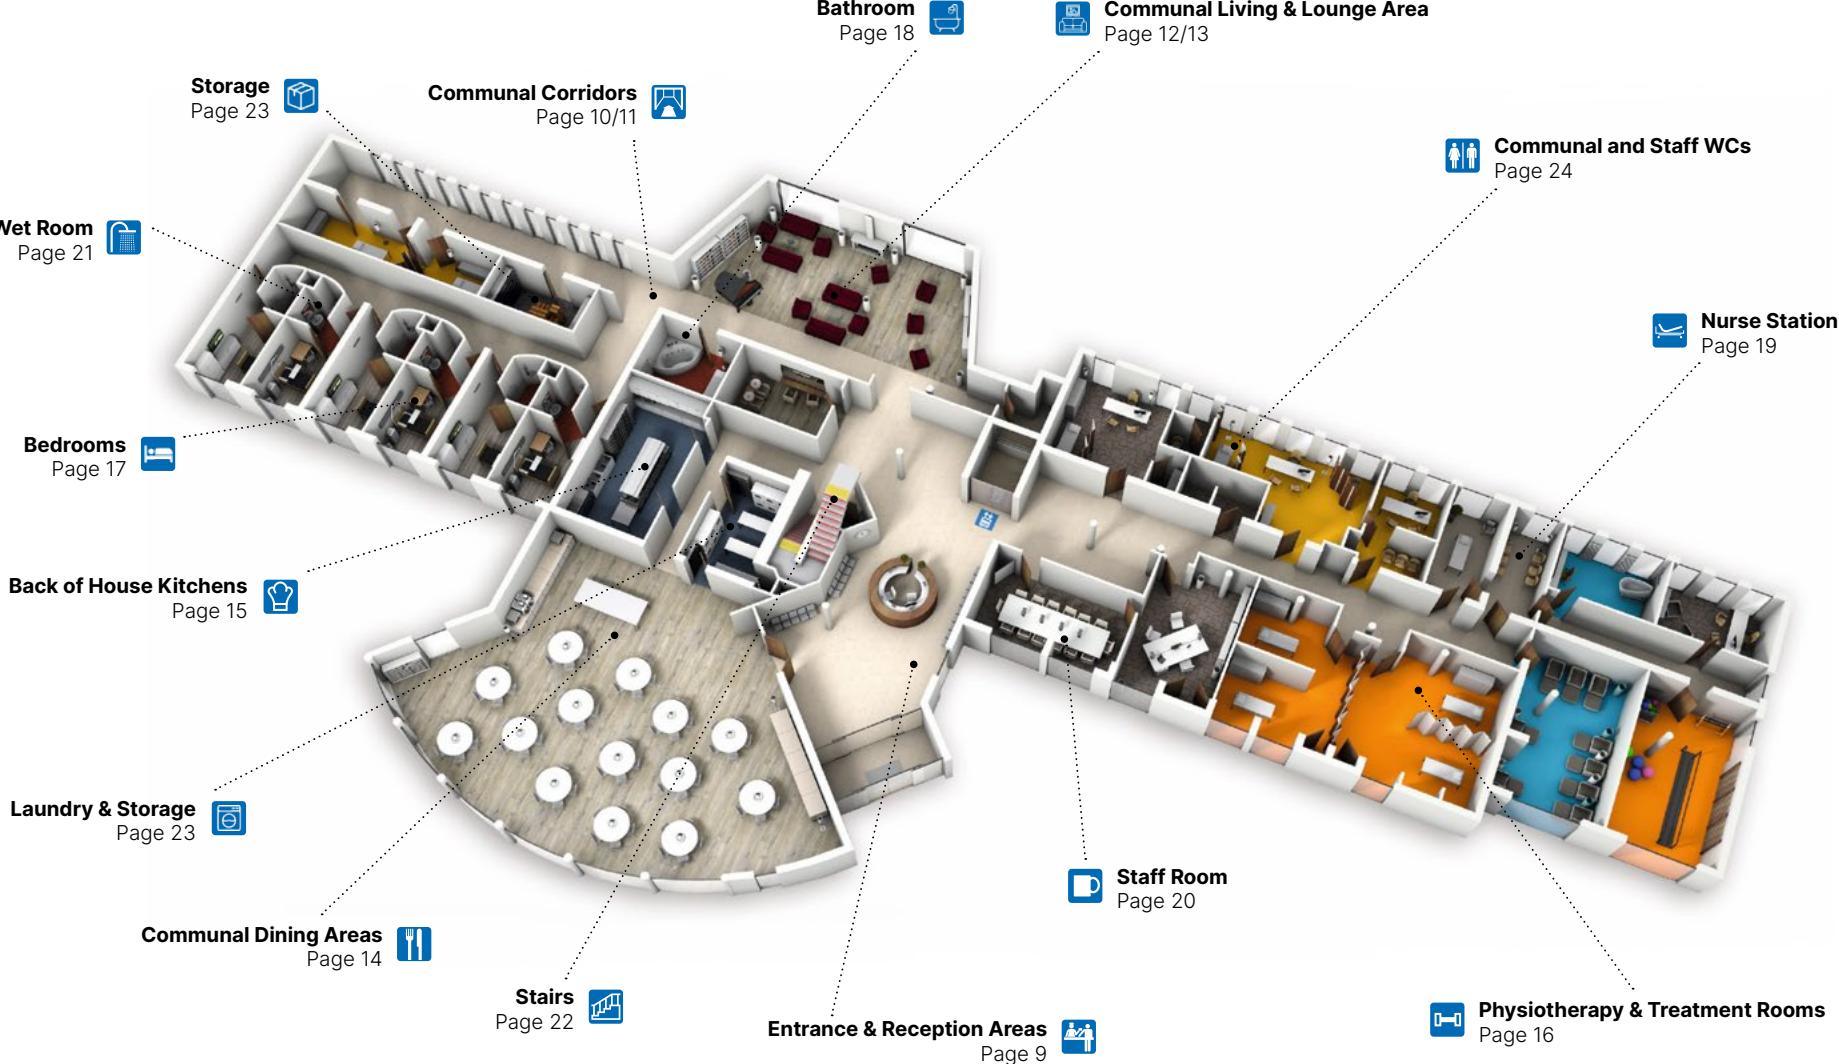 Bathroom
Page 18
Communal Living & Lounge Area
Page 12/13
Storage
Page 23
Communal Corridors
Page 10/11
Communal and Staff WCs
Page 24
Wet Room
Page 21
Nurse Station
Page 19
Bedrooms
Page 17
Back of House Kitchens
Page 15
Laundry & Storage
Page 23
Staff Room
Page 20
Communal Dining Areas
Page 14
Stairs
Page 22
Entrance & Reception Areas
Page 9
Physiotherapy & Treatment Rooms
Page 16